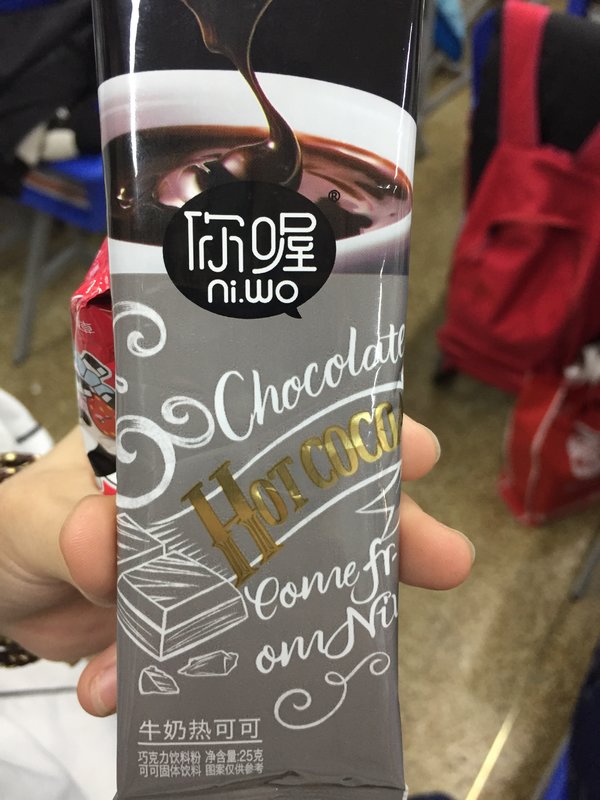 你喔®
ni.wo
Chocolate
HOT COCO
Come fr
om Ni
牛奶热可可
巧克力饮料粉 净含量:25克
可可固体饮料 图案仅供参考